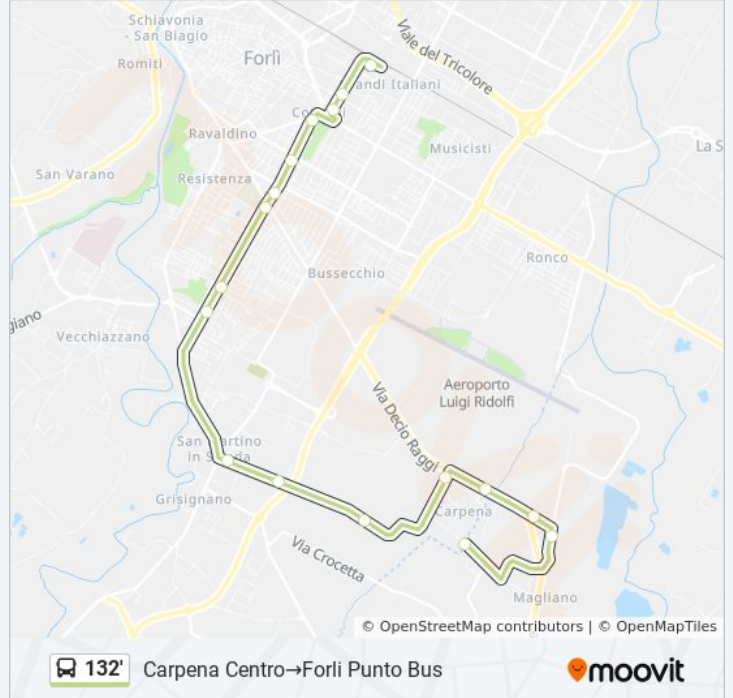 Schiavonia
- San Biagio
Romiti
Forlì
Viale del Tricolore
andi Italiani
Ravaldino
Musicisti
La S
San Varano
Resistenza
Ronco
Bussecchio
giano
Vecchiazzano
Aeroporto
Luigi Ridolfi
Via Decio Raggi
San Martino
in Strada
Grisignano
Carpena
Via Crocetta
Magliano
© OpenStreetMap contributors | © OpenMapTiles
132'
Carpena Centro→Forli Punto Bus
moovit